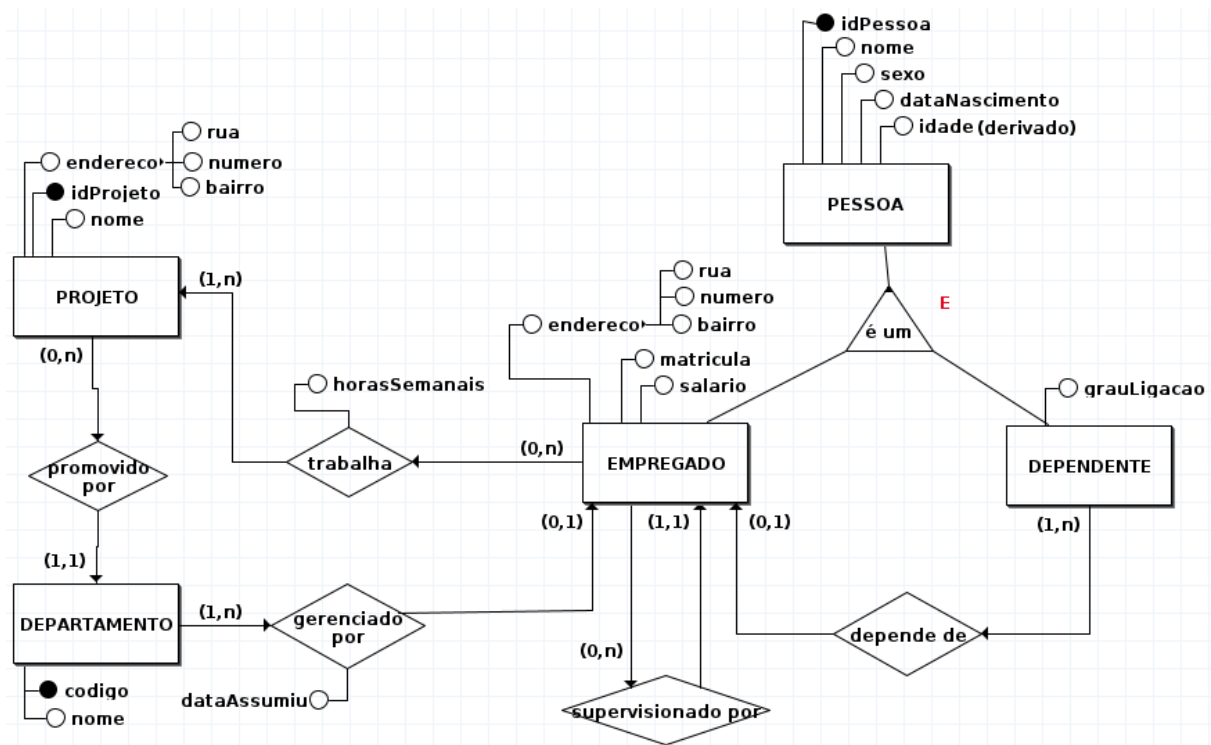 idPessoa
nome
sexo
dataNascimento
idade (derivado)
PESSOA
rua
endereco
numero
bairro
idProjeto
nome
PROJETO
(1,n)
(0,n)
rua
numero
endereco
bairro
matricula
salario
E
é um
grauLigacao
horasSemanais
promovido
por
trabalha
(0,n)
EMPREGADO
DEPENDENTE
(0,1)
(1,1)
(0,1)
(1,n)
(1,1)
DEPARTAMENTO
(1,n)
gerenciado
por
(0,n)
depende de
codigo
nome
dataAssumiu
supervisionado por